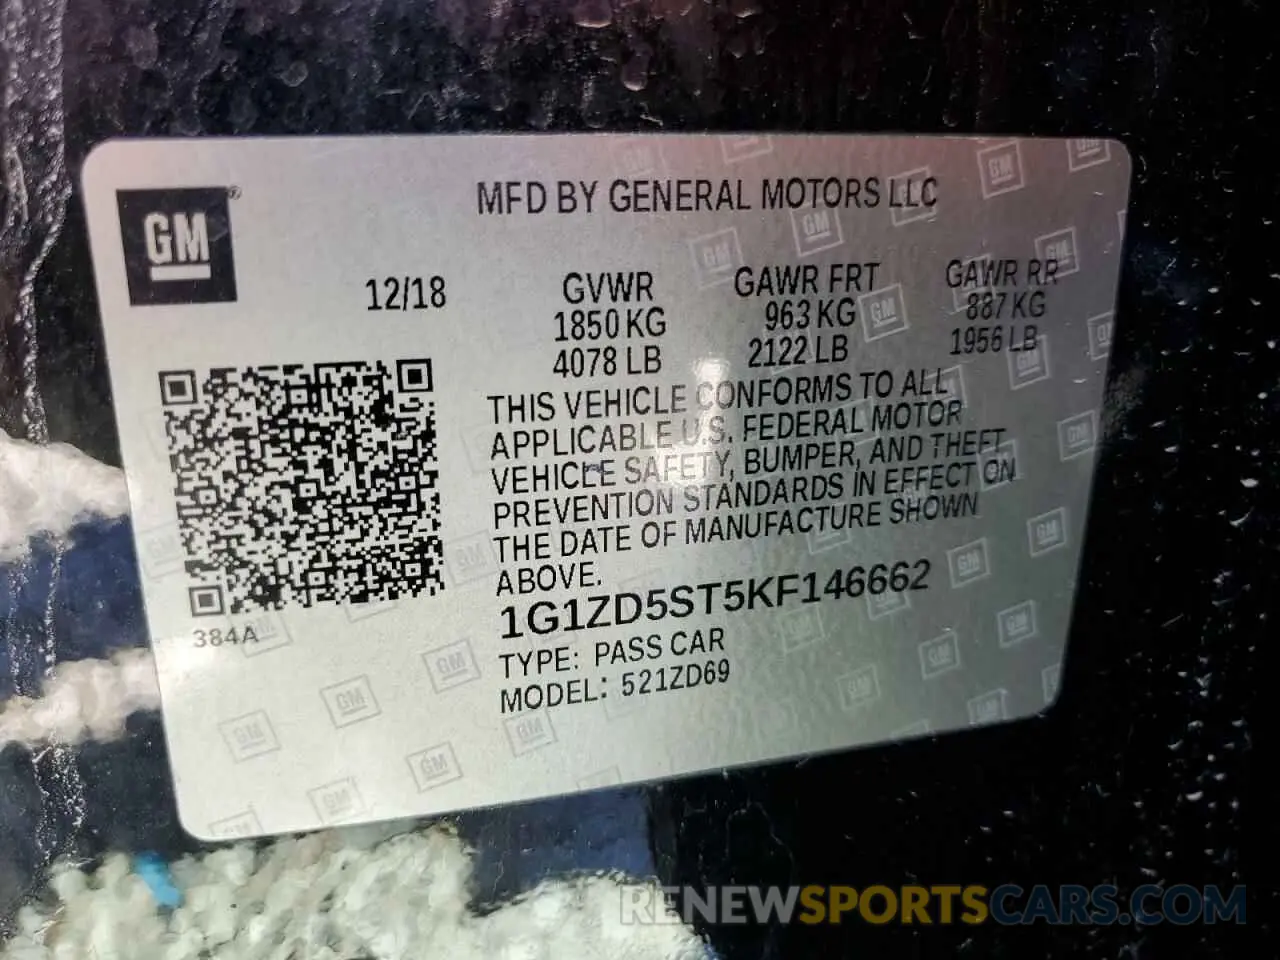 GM®
MFD BY GENERAL MOTORS LLC
12/18
GVWR
1850 KG
4078 LB
GAWR FRT
963 KG
2122 LB
GAWR RR
887 KG
1956 LB
THIS VEHICLE CONFORMS TO ALL
APPLICABLE U.S. FEDERAL MOTOR
VEHICLE SAFETY, BUMPER, AND THEFT
PREVENTION STANDARDS IN EFFECT ON
THE DATE OF MANUFACTURE SHOWN
ABOVE.
1G1ZD5ST5KF146662
TYPE: PASS CAR
MODEL: 521ZD69
384A
RENEWSPORTSCARS.COM